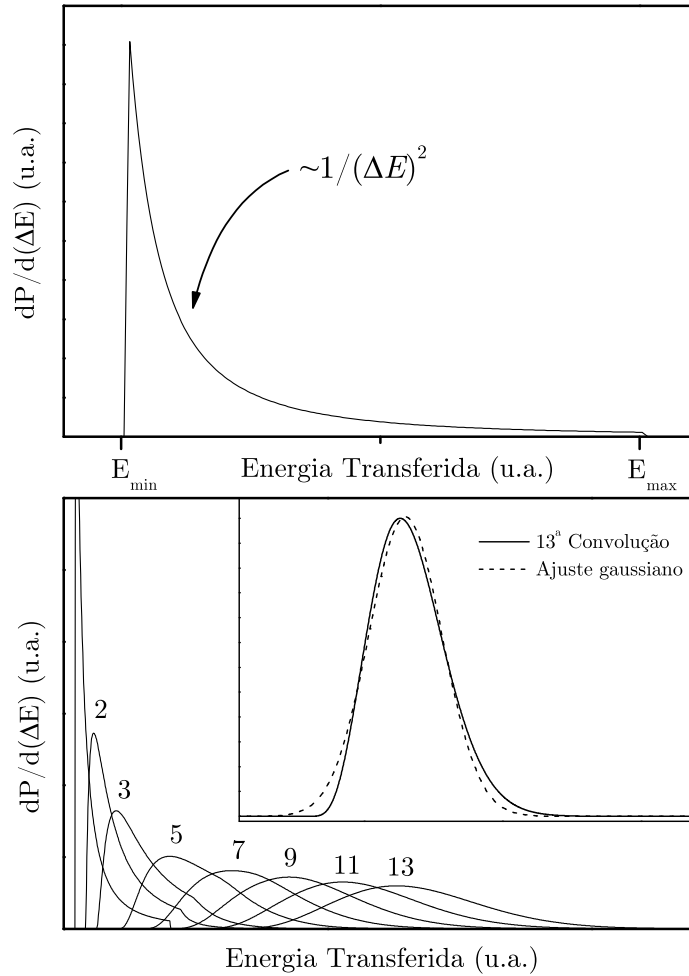 dP/d(ΔE) (u.a.)
~1/(ΔE)²
E_min
Energia Transferida (u.a.)
E_max
dP/d(ΔE) (u.a.)
13ª Convolução
Ajuste gaussiano
2
3
5
7
9
11
13
Energia Transferida (u.a.)